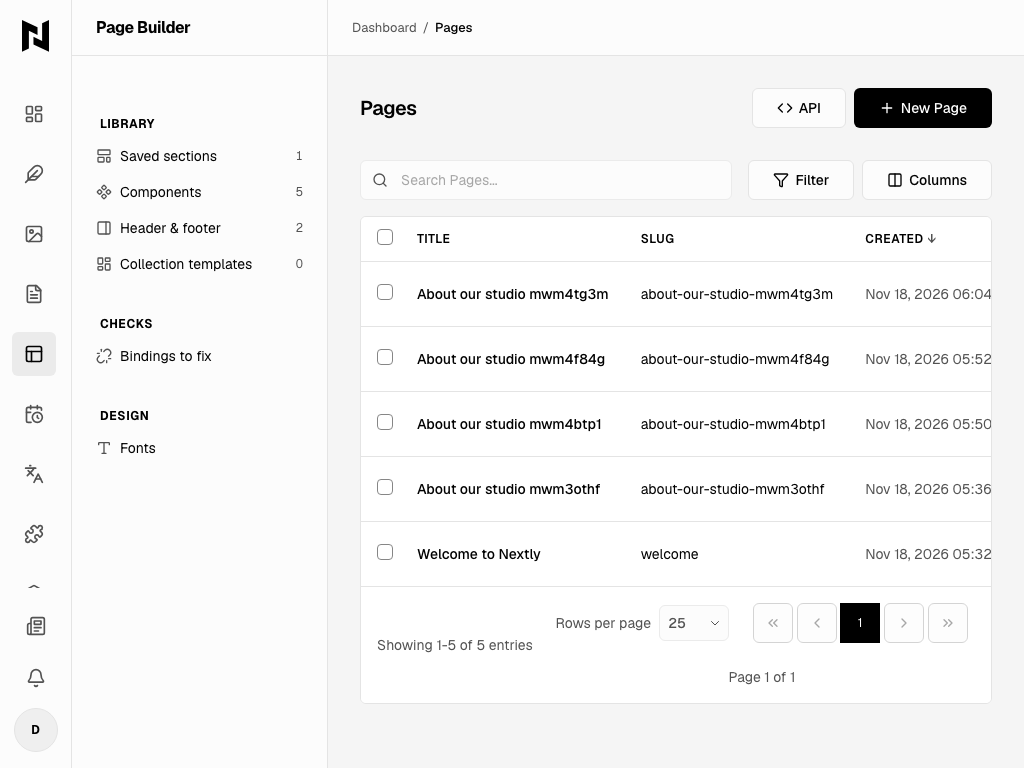 Page Builder
Dashboard / Pages
LIBRARY
Saved sections 1
Components 5
Header & footer 2
Collection templates 0
CHECKS
Bindings to fix
DESIGN
Fonts
D
Pages
API
New Page
Search Pages...
Filter
Columns
TITLE SLUG CREATED
About our studio mwm4tg3m about-our-studio-mwm4tg3m Nov 18, 2026 06:04
About our studio mwm4f84g about-our-studio-mwm4f84g Nov 18, 2026 05:52
About our studio mwm4btp1 about-our-studio-mwm4btp1 Nov 18, 2026 05:50
About our studio mwm3othf about-our-studio-mwm3othf Nov 18, 2026 05:36
Welcome to Nextly welcome Nov 18, 2026 05:32
Rows per page 25 1
Showing 1-5 of 5 entries
Page 1 of 1